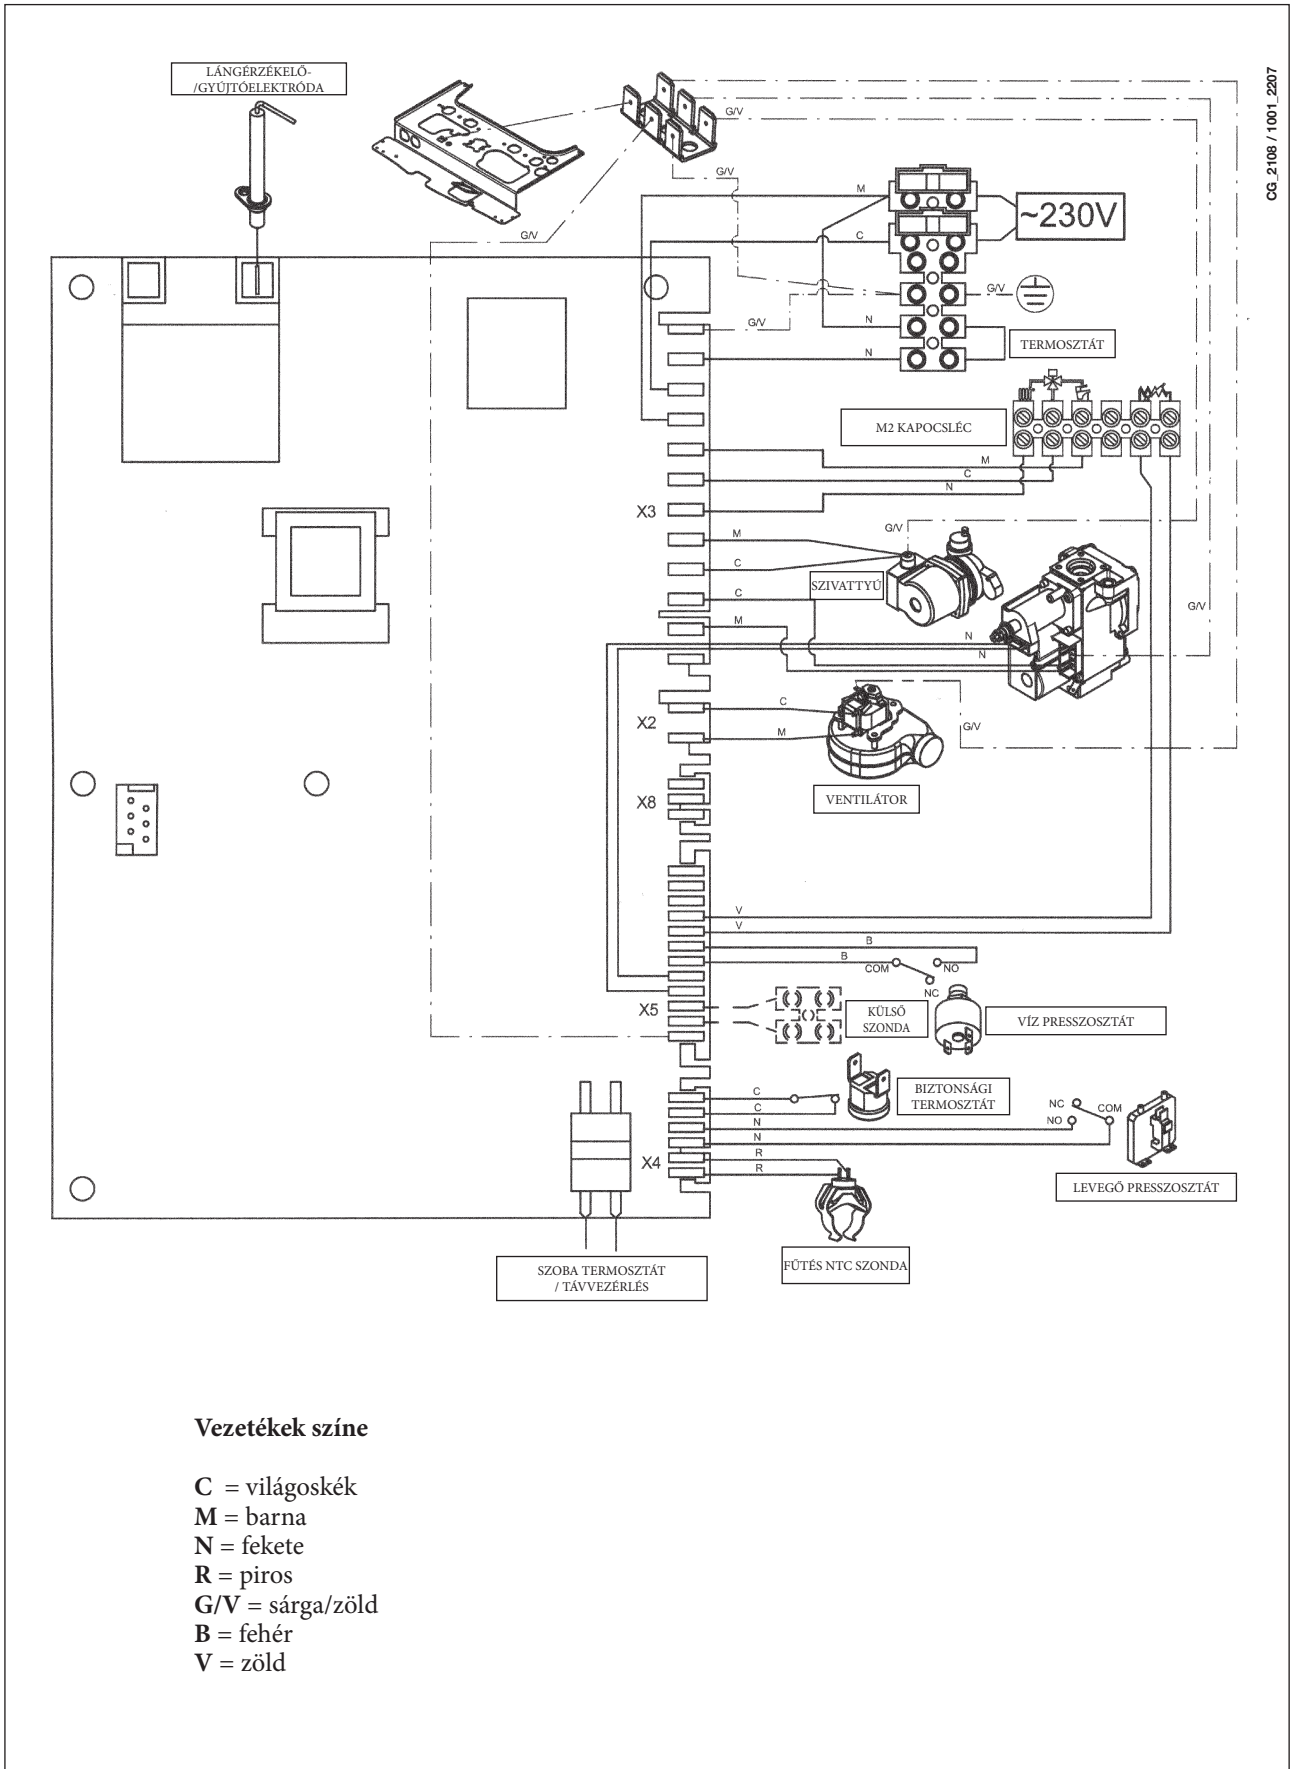 CG_2108 / 1001_2207
LÁNGÉRZÉKELŐ-
/GYÚJTÓELEKTRÓDA
G/V
G/V
G/V
M
~230V
C
G/V
G/V
N
TERMOSZTÁT
N
M2 KAPOCSLÉC
M
C
N
X3
G/V
M
C
SZIVATTYÚ
C
G/V
M
N
N
X2
C
M
G/V
VENTILÁTOR
X8
V
V
B
B
COM
NO
NC
X5
KÜLSŐ
SZONDA
VÍZ PRESSZOSTÁT
C
C
BIZTONSÁGI
TERMOSZTÁT
N
N
NC
NO
COM
X4
R
R
LEVEGŐ PRESSZOSTÁT
SZOBA TERMOSZTÁT
/ TÁVVEZÉRLÉS
FŰTÉS NTC SZONDA
Vezetékek színe
C = világoskék
M = barna
N = fekete
R = piros
G/V = sárga/zöld
B = fehér
V = zöld